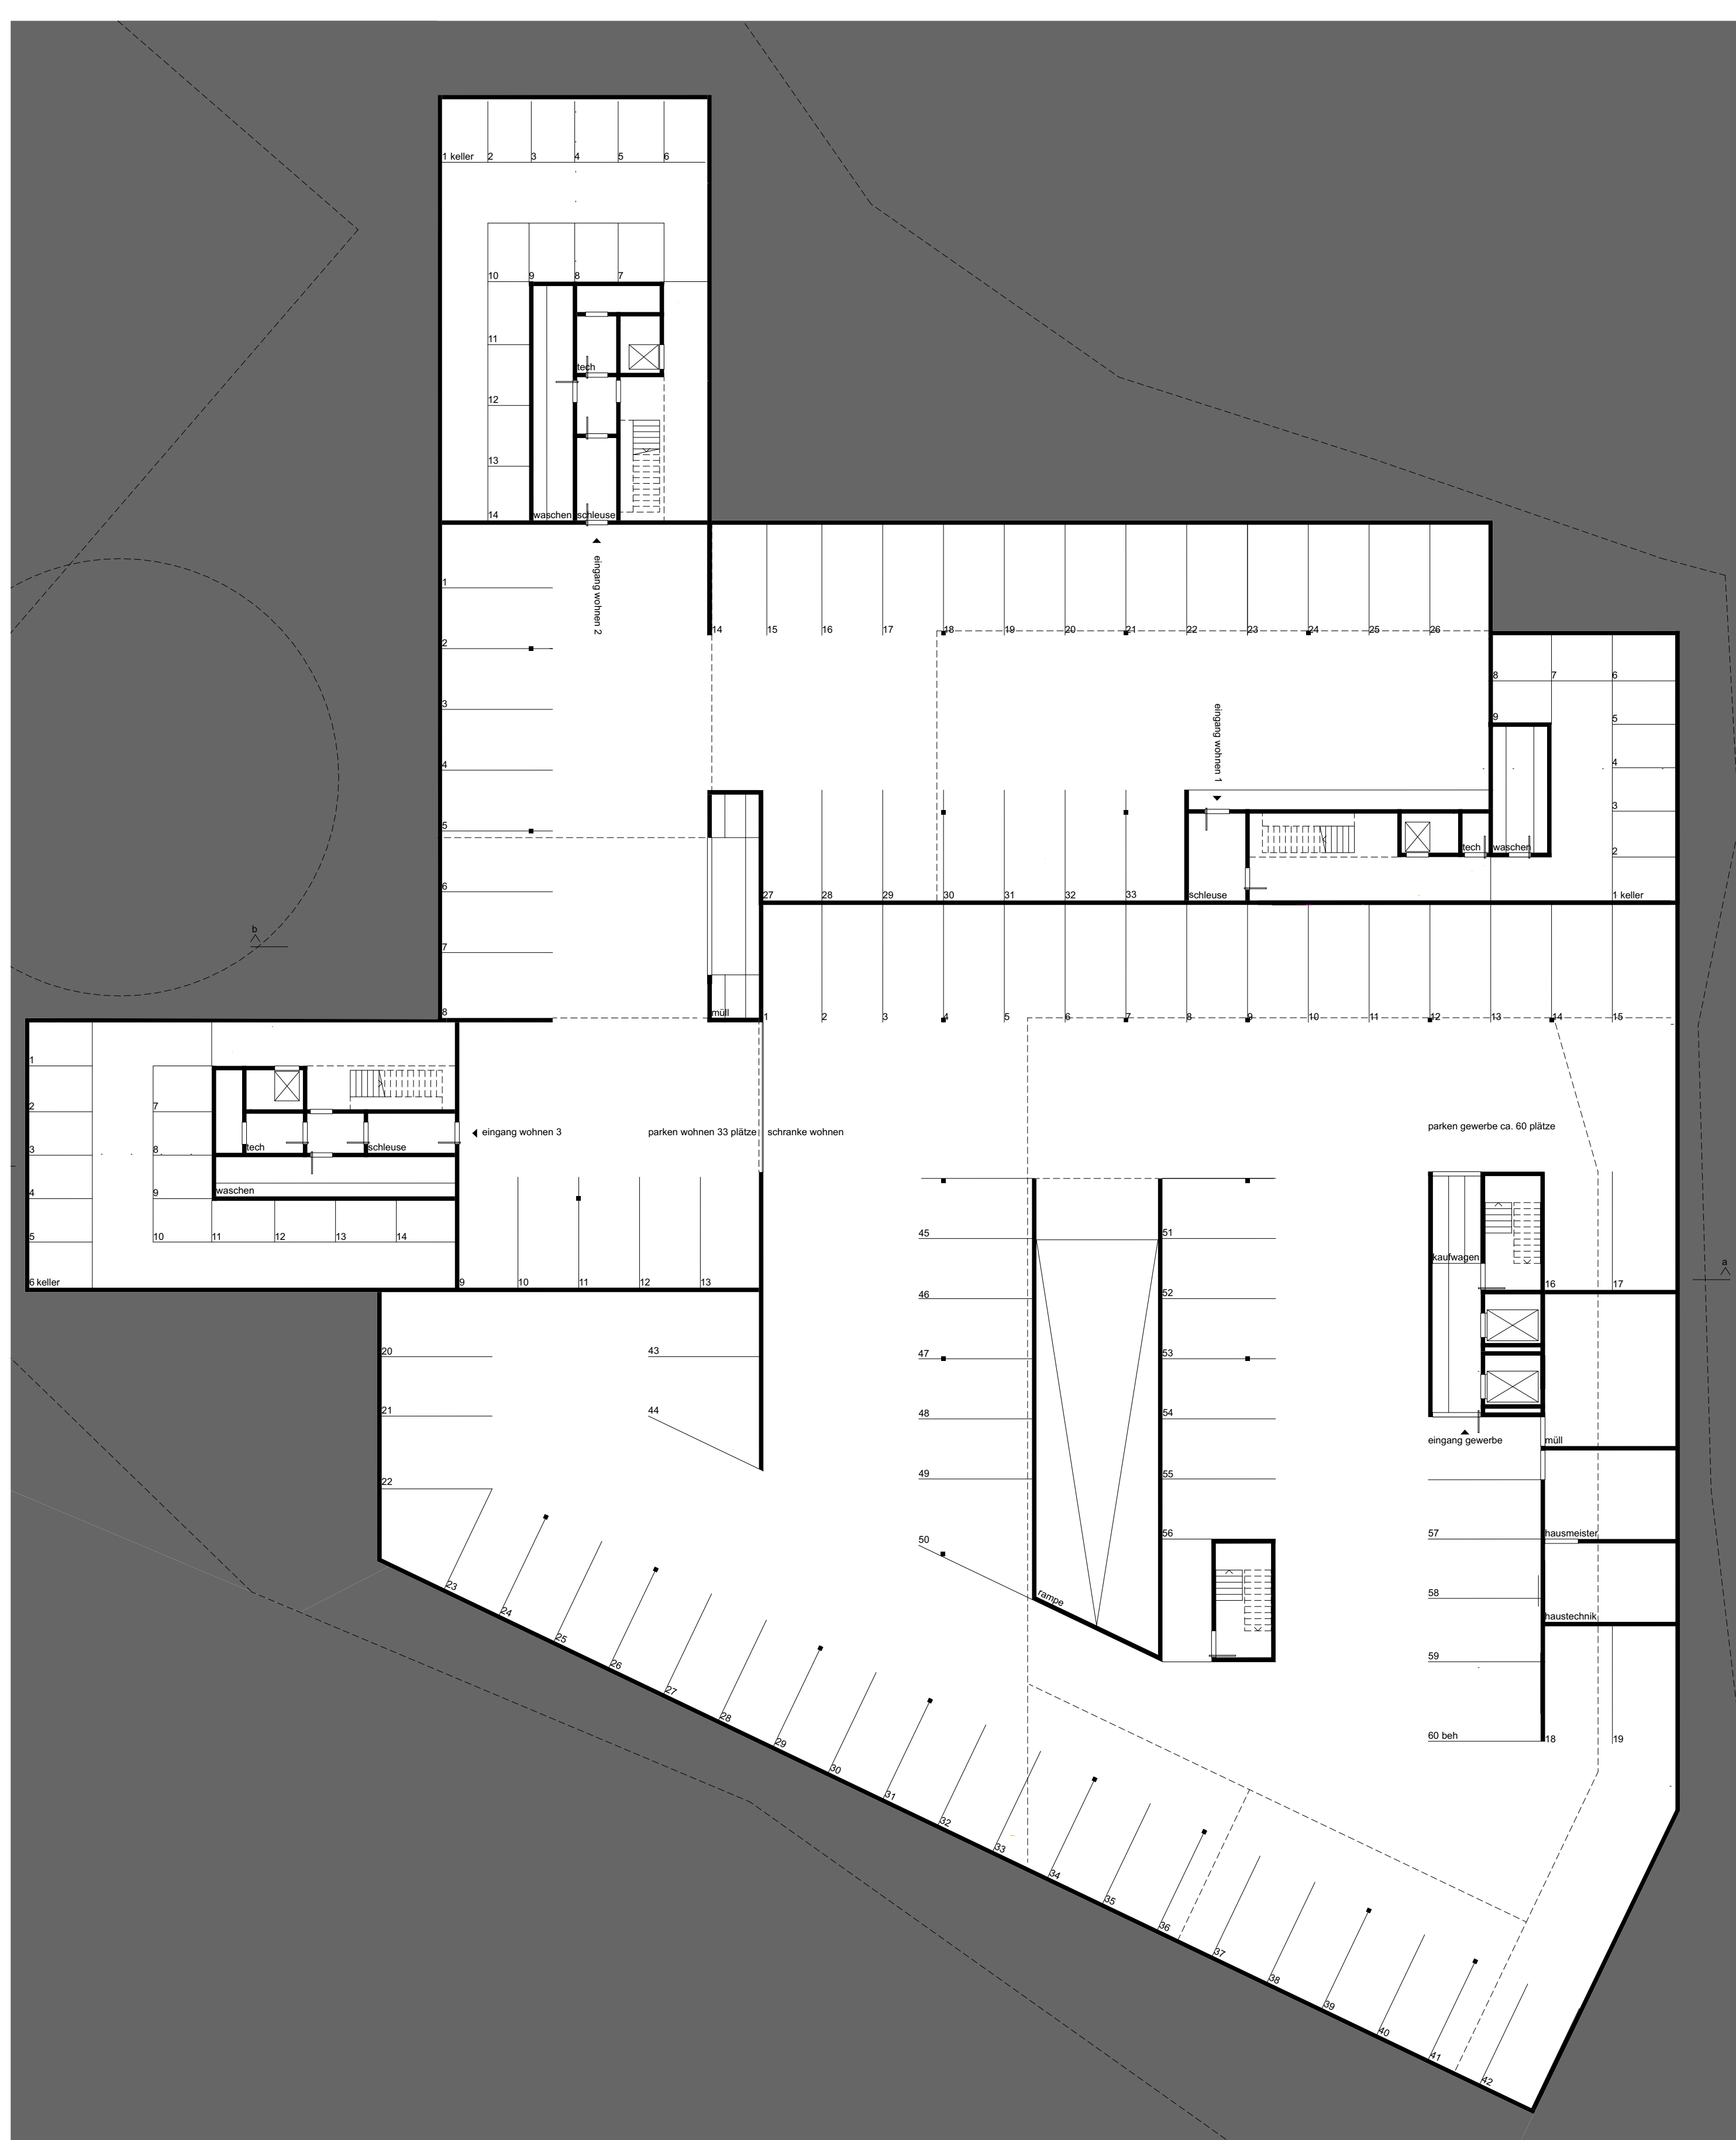 1 keller 2 3 4 5 6
10 9 8 7
11
tech
12
13
14 waschen schleuse
eingang wohnen 2
1
2
3
4
5
6
7
8
14 15 16 17 18 19 20 21 22 23 24 25 26
eingang wohnen 1
8 7 6
9 5
4
3
tech waschen 2
27 28 29 30 31 32 33 schleuse 1 keller
b
müll 1 2 3 4 5 6 7 8 9 10 11 12 13 14 15
1
2 7
3 8 tech schleuse
4 9 waschen
5 10 11 12 13 14
6 keller
eingang wohnen 3
parken wohnen 33 plätze
schranke wohnen
parken gewerbe ca. 60 plätze
9 10 11 12 13
20
21
22
43
44
45
46
47
48
49
50
rampe
51
52
53
54
55
56
kaufwagen
16 17
a
eingang gewerbe
müll
57 hausmeister
58
haustechnik
59
60 beh 18 19
23
24
25
26
27
28
29
30
31
32
33
34
35
36
37
38
39
40
41
42